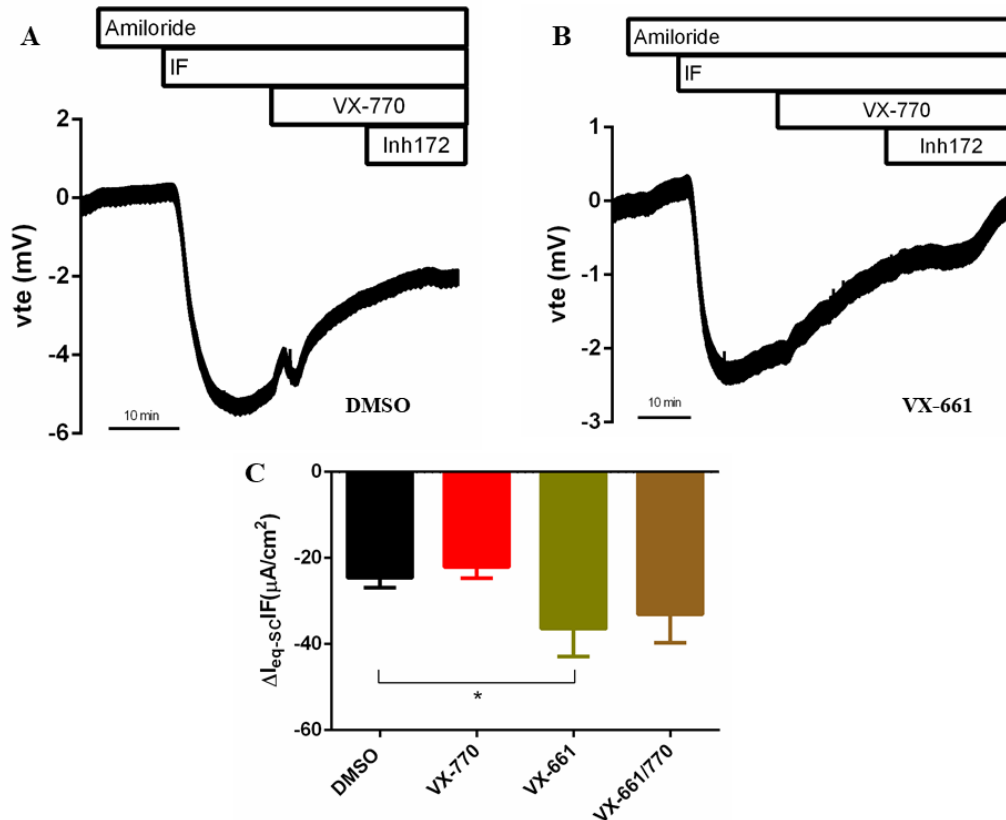 A
Amiloride
IF
VX-770
Inh172
2
0
-2
-4
-6
vte (mV)
10 min
DMSO
B
Amiloride
IF
VX-770
Inh172
1
0
-1
-2
-3
vte (mV)
10 min
VX-661
C
0
-20
-40
-60
ΔIeq-scIF(μA/cm²)
*
DMSO
VX-770
VX-661
VX-661/770